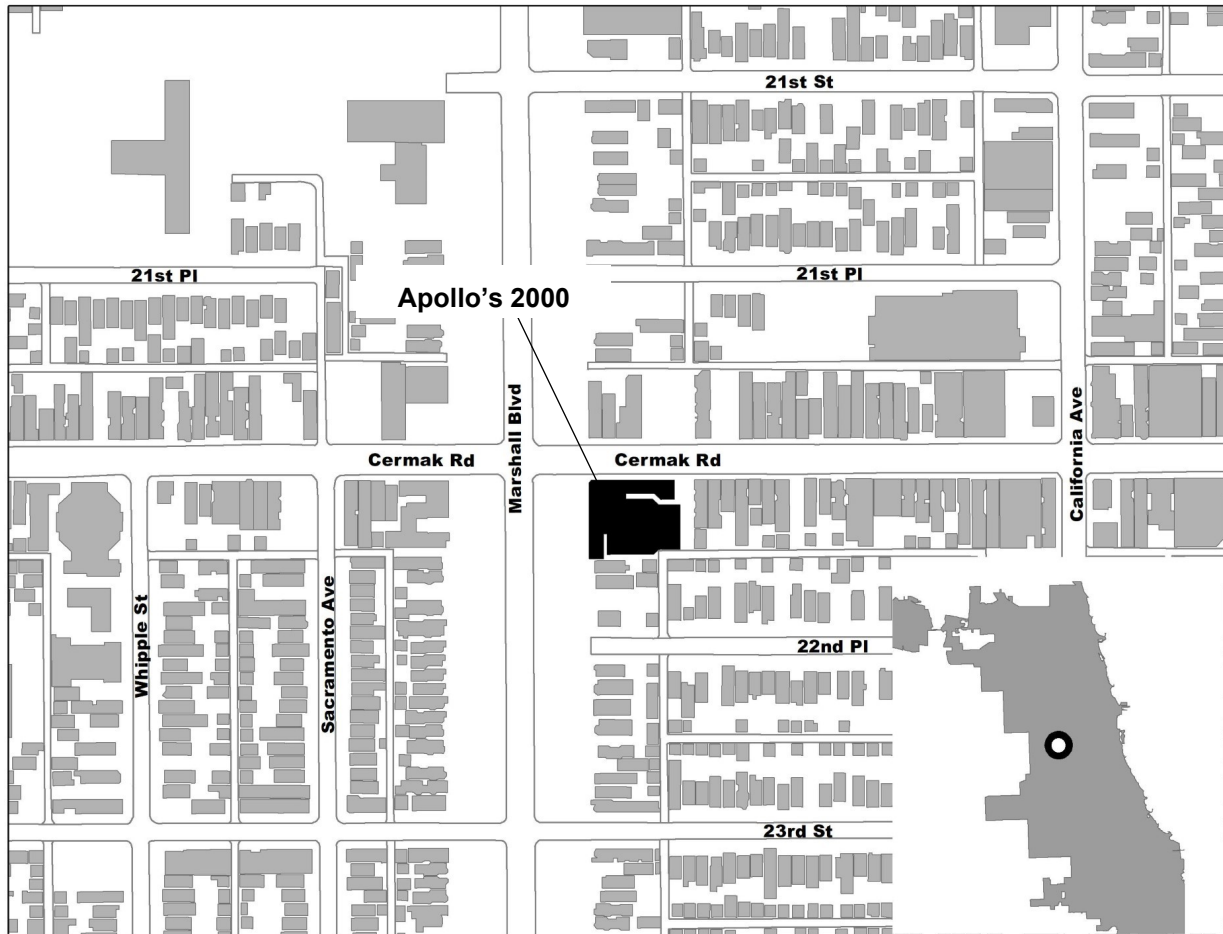 21st St
21st Pl
21st Pl
Apollo’s 2000
Marshall Blvd
Cermak Rd
Cermak Rd
California Ave
Whipple St
Sacramento Ave
22nd Pl
23rd St